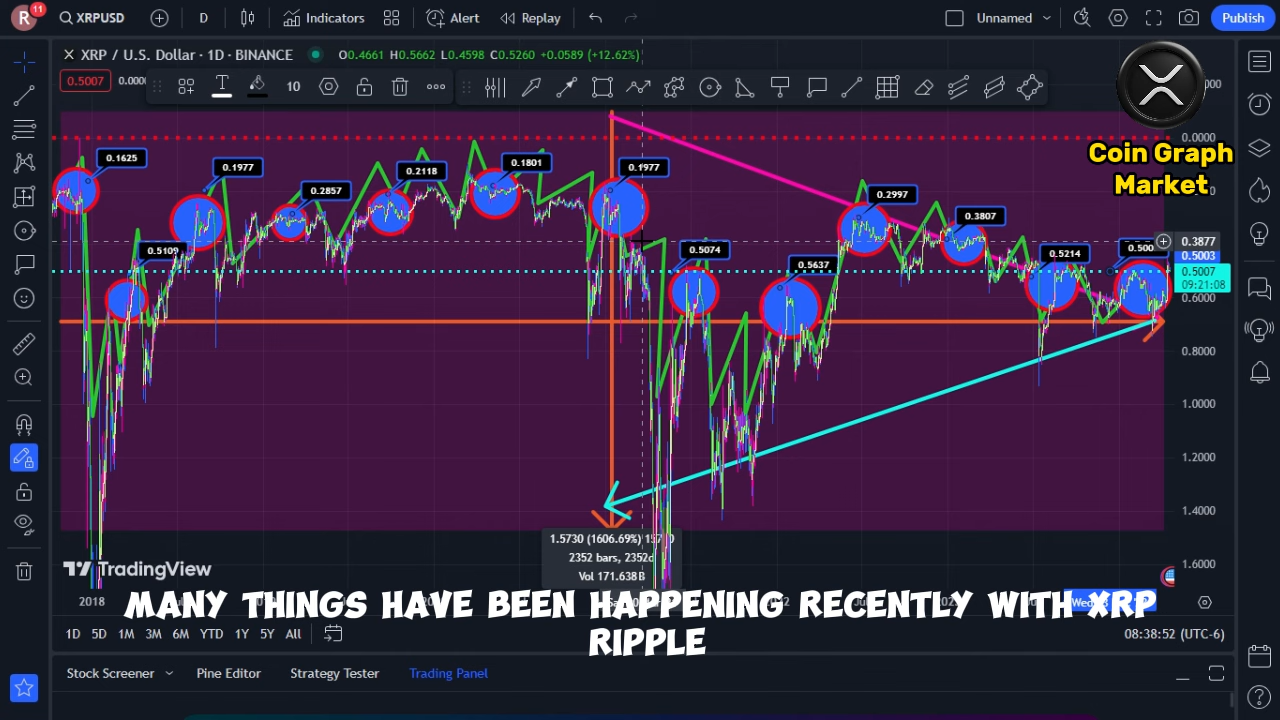 R 11 XRPUSD D Indicators Alert Replay Unnamed Publish
XRP / U.S. Dollar · 1D · BINANCE O0.4661 H0.5662 L0.4598 C0.5260 +0.0589 (+12.62%)
0.5007 0.000
10
Coin Graph
Market
0.0000
0.1625
0.1977
0.2857
0.2118
0.1801
0.1977
0.2997
0.3807
0.5109
0.5074
0.5637
0.5214
0.500
0.3877
0.5003
0.5007
09:21:08
0.6000
0.8000
1.0000
1.2000
1.4000
1.6000
1.5730 (1606.69%)
2352 bars, 2352d
Vol 171.638B
TradingView
2018
MANY THINGS HAVE BEEN HAPPENING RECENTLY WITH XRP
RIPPLE
1D 5D 1M 3M 6M YTD 1Y 5Y All 08:38:52 (UTC-6)
Stock Screener Pine Editor Strategy Tester Trading Panel